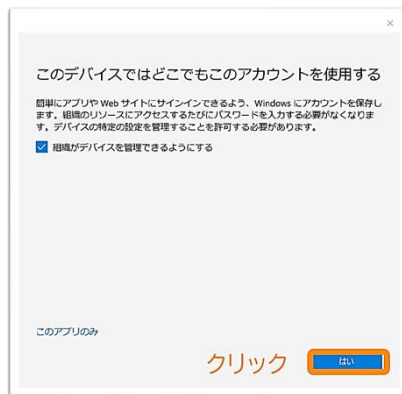 このデバイスではどこでもこのアカウントを使用する
簡単にアプリや Web サイトにサインインできるよう、Windows にアカウントを保存し
ます。組織のリソースにアクセスするたびにパスワードを入力する必要がなくなりま
す。デバイスの特定の設定を管理することを許可する必要があります。
組織がデバイスを管理できるようにする
このアプリのみ
クリック はい